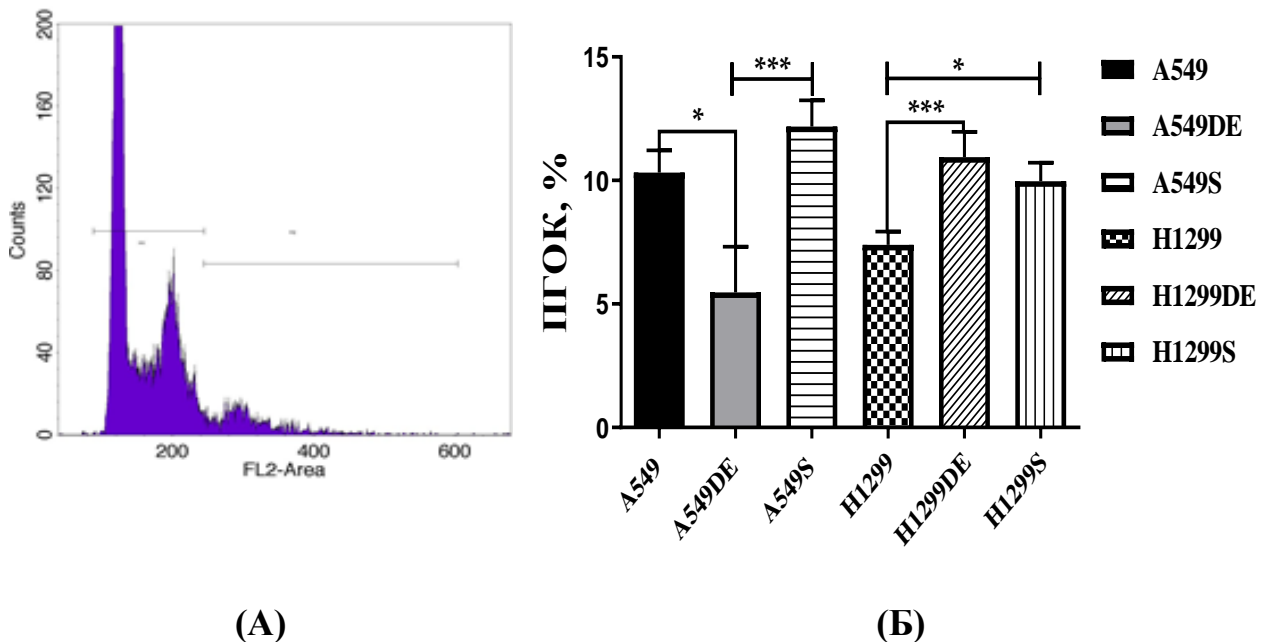 200
160
120
80
40
0
Counts
200
400
600
FL2-Area
(А)
ПГОК, %
15
10
5
0
*
***
***
*
A549
A549DE
A549S
H1299
H1299DE
H1299S
A549
A549DE
A549S
H1299
H1299DE
H1299S
(Б)